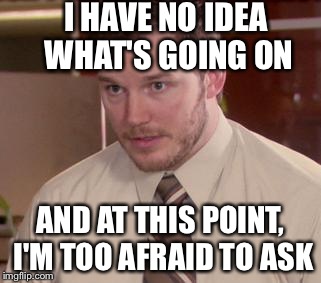 I HAVE NO IDEA
WHAT'S GOING ON
AND AT THIS POINT,
I'M TOO AFRAID TO ASK
imgflip.com